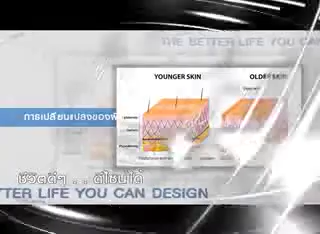 THE BETTER LIFE YOU CAN
YOUNGER SKIN
OLDER SKIN
การเปลี่ยนแปลงของผิ
ชีวิตดีๆ . . ดีไซน์ได้
TTER LIFE YOU CAN DESIGN